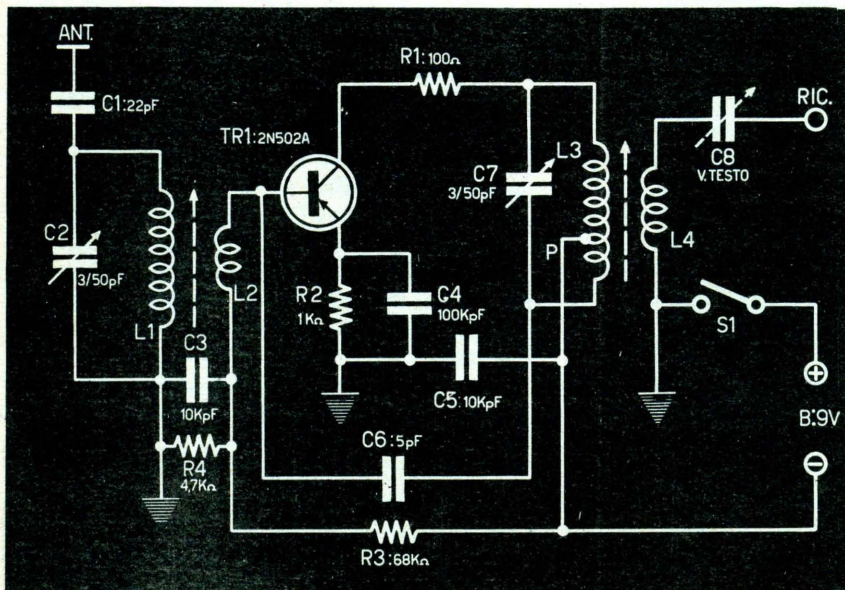 ANT.
C1:22pF
R1:100Ω
TR1:2N502A
C2
3/50pF
L1
L2
C3
10KpF
R4
4,7KΩ
R2
1KΩ
C4
100KpF
C5:10KpF
C6:5pF
R3:68KΩ
C7
3/50pF
L3
P
L4
C8
V.TESTO
RIC.
S1
+
B:9V
−